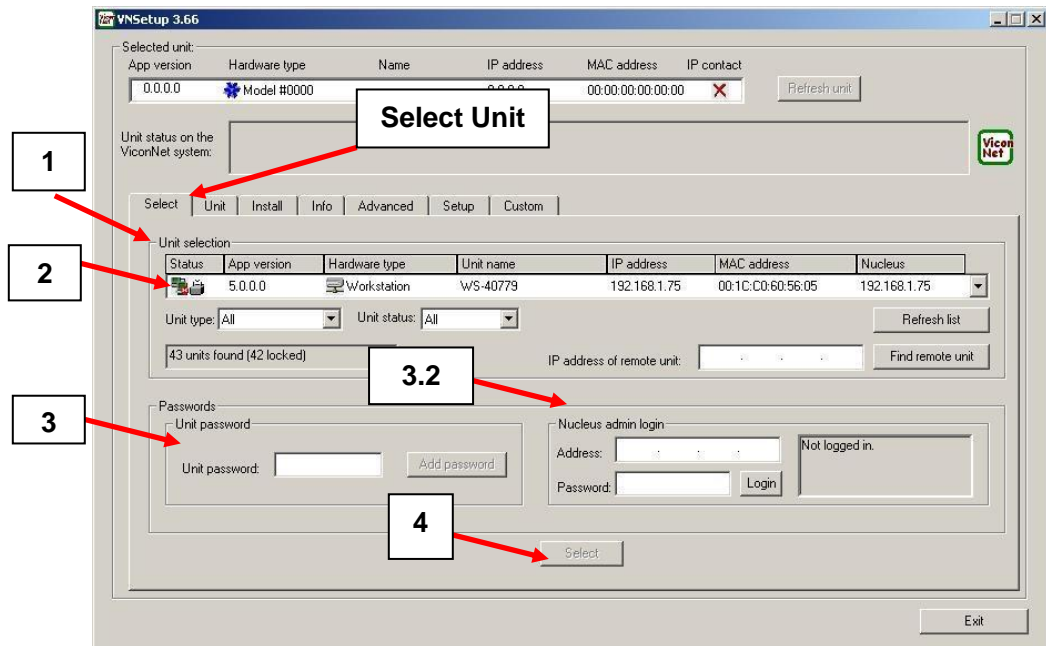 VNSetup 3.66
Selected unit:
App version Hardware type Name IP address MAC address IP contact
0.0.0.0 Model #0000 00:00:00:00:00:00 Refresh unit
Select Unit
Unit status on the
ViconNet system:
Vicon
Net
1
Select Unit Install Info Advanced Setup Custom
Unit selection
Status App version Hardware type Unit name IP address MAC address Nucleus
2
5.0.0.0 Workstation WS-40779 192.168.1.75 00:1C:C0:60:56:05 192.168.1.75
Unit type: All Unit status: All Refresh list
43 units found (42 locked) IP address of remote unit: Find remote unit
3.2
Passwords
3
Unit password Nucleus admin login
Address: Not logged in.
Unit password: Add password
Password: Login
4
Select
Exit